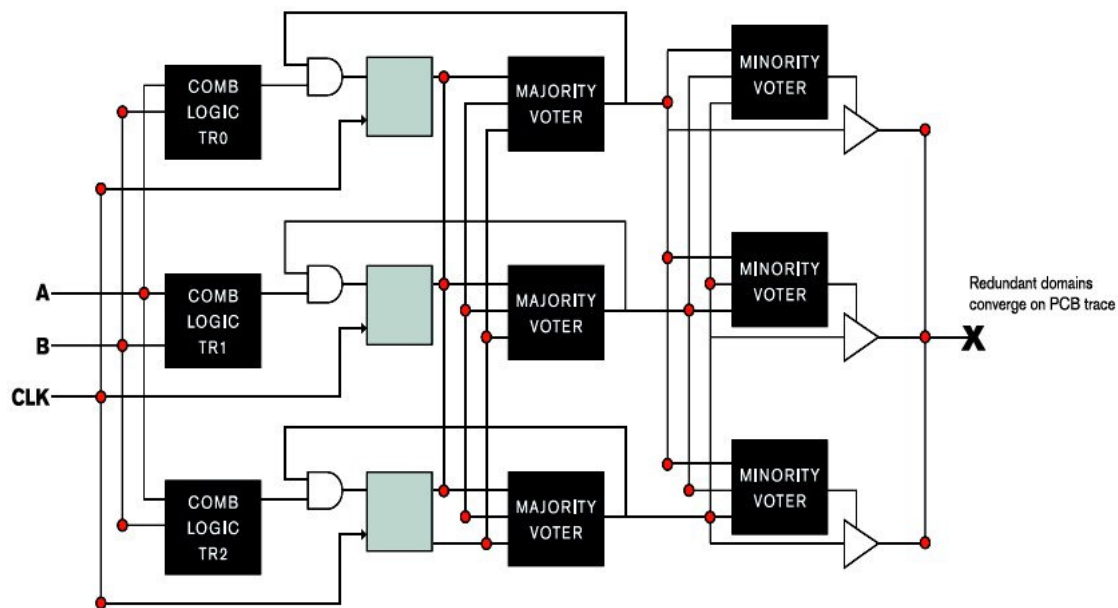 COMB
LOGIC
TR0
MAJORITY
VOTER
MINORITY
VOTER
A
B
CLK
COMB
LOGIC
TR1
MAJORITY
VOTER
MINORITY
VOTER
Redundant domains
converge on PCB trace
X
COMB
LOGIC
TR2
MAJORITY
VOTER
MINORITY
VOTER